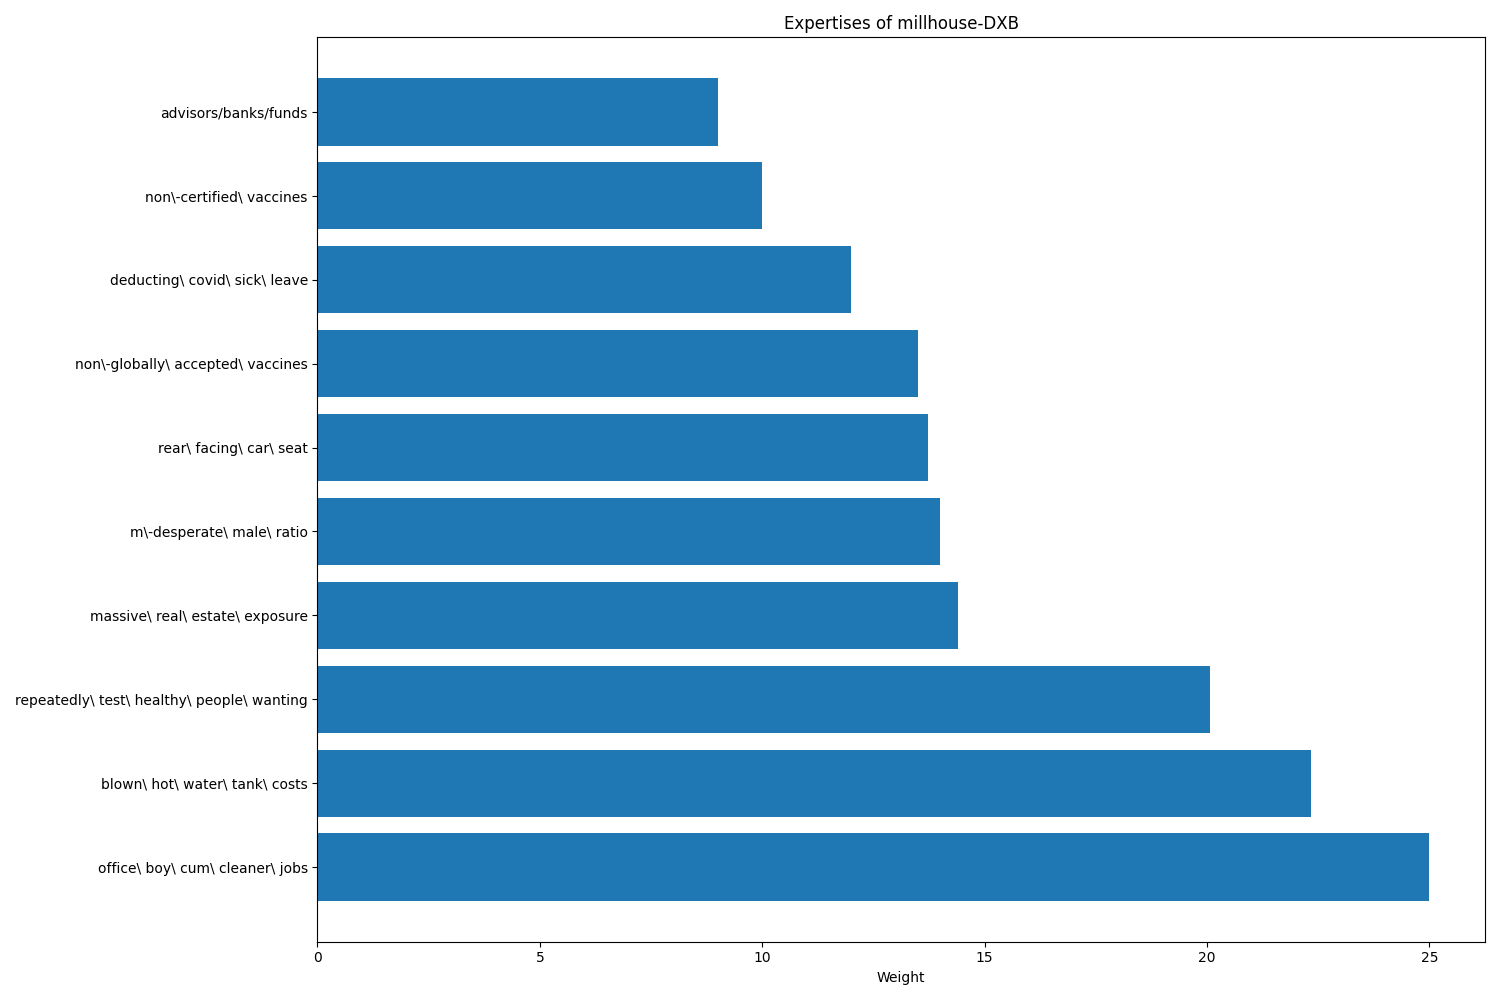 Expertises of millhouse-DXB
advisors/banks/funds
non\-certified\ vaccines
deducting\ covid\ sick\ leave
non\-globally\ accepted\ vaccines
rear\ facing\ car\ seat
m\-desperate\ male\ ratio
massive\ real\ estate\ exposure
repeatedly\ test\ healthy\ people\ wanting
blown\ hot\ water\ tank\ costs
office\ boy\ cum\ cleaner\ jobs
0 5 10 15 20 25
Weight